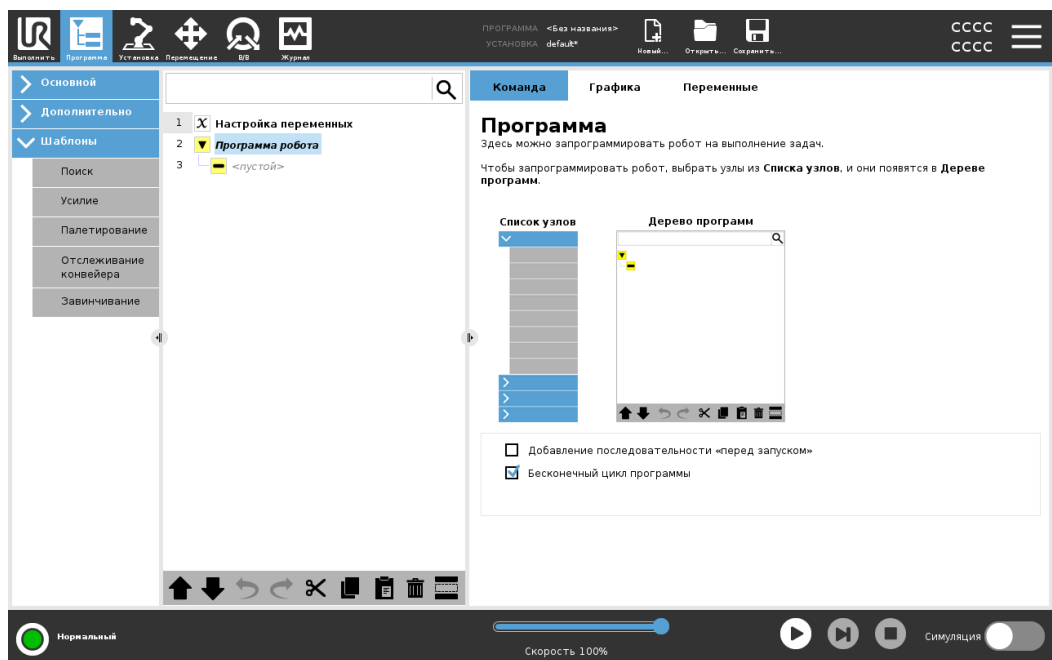 ПРОГРАММА <Без названия>
УСТАНОВКА default*
CCCC
CCCC
Выполнить Программа Установка Перемещение В/В Журнал
Новый... Открыть... Сохранить...
Основной
Дополнительно
Шаблоны
Поиск
Усилие
Палетирование
Отслеживание
конвейера
Завинчивание
1 X Настройка переменных
2 Программа робота
3 <пустой>
Команда Графика Переменные
Программа
Здесь можно запрограммировать робот на выполнение задач.
Чтобы запрограммировать робот, выбрать узлы из Списка узлов, и они появятся в Дереве
программ.
Список узлов Дерево программ
Добавление последовательности «перед запуском»
Бесконечный цикл программы
Нормальный
Скорость 100%
Симуляция